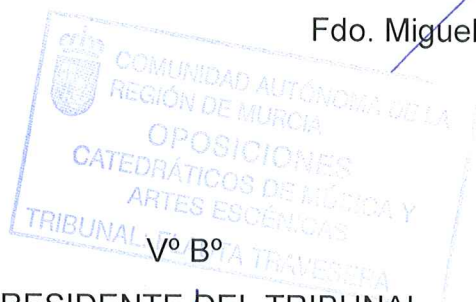 Fdo. Miguel
COMUNIDAD AUTÓNOMA DE LA
REGIÓN DE MURCIA
OPOSICIONES
CATEDRÁTICOS DE MÚSICA Y
ARTES ESCÉNICAS
TRIBUNAL: FLAUTA TRAVESERA
Vº Bº
RESIDENTE DEL TRIBUNAL